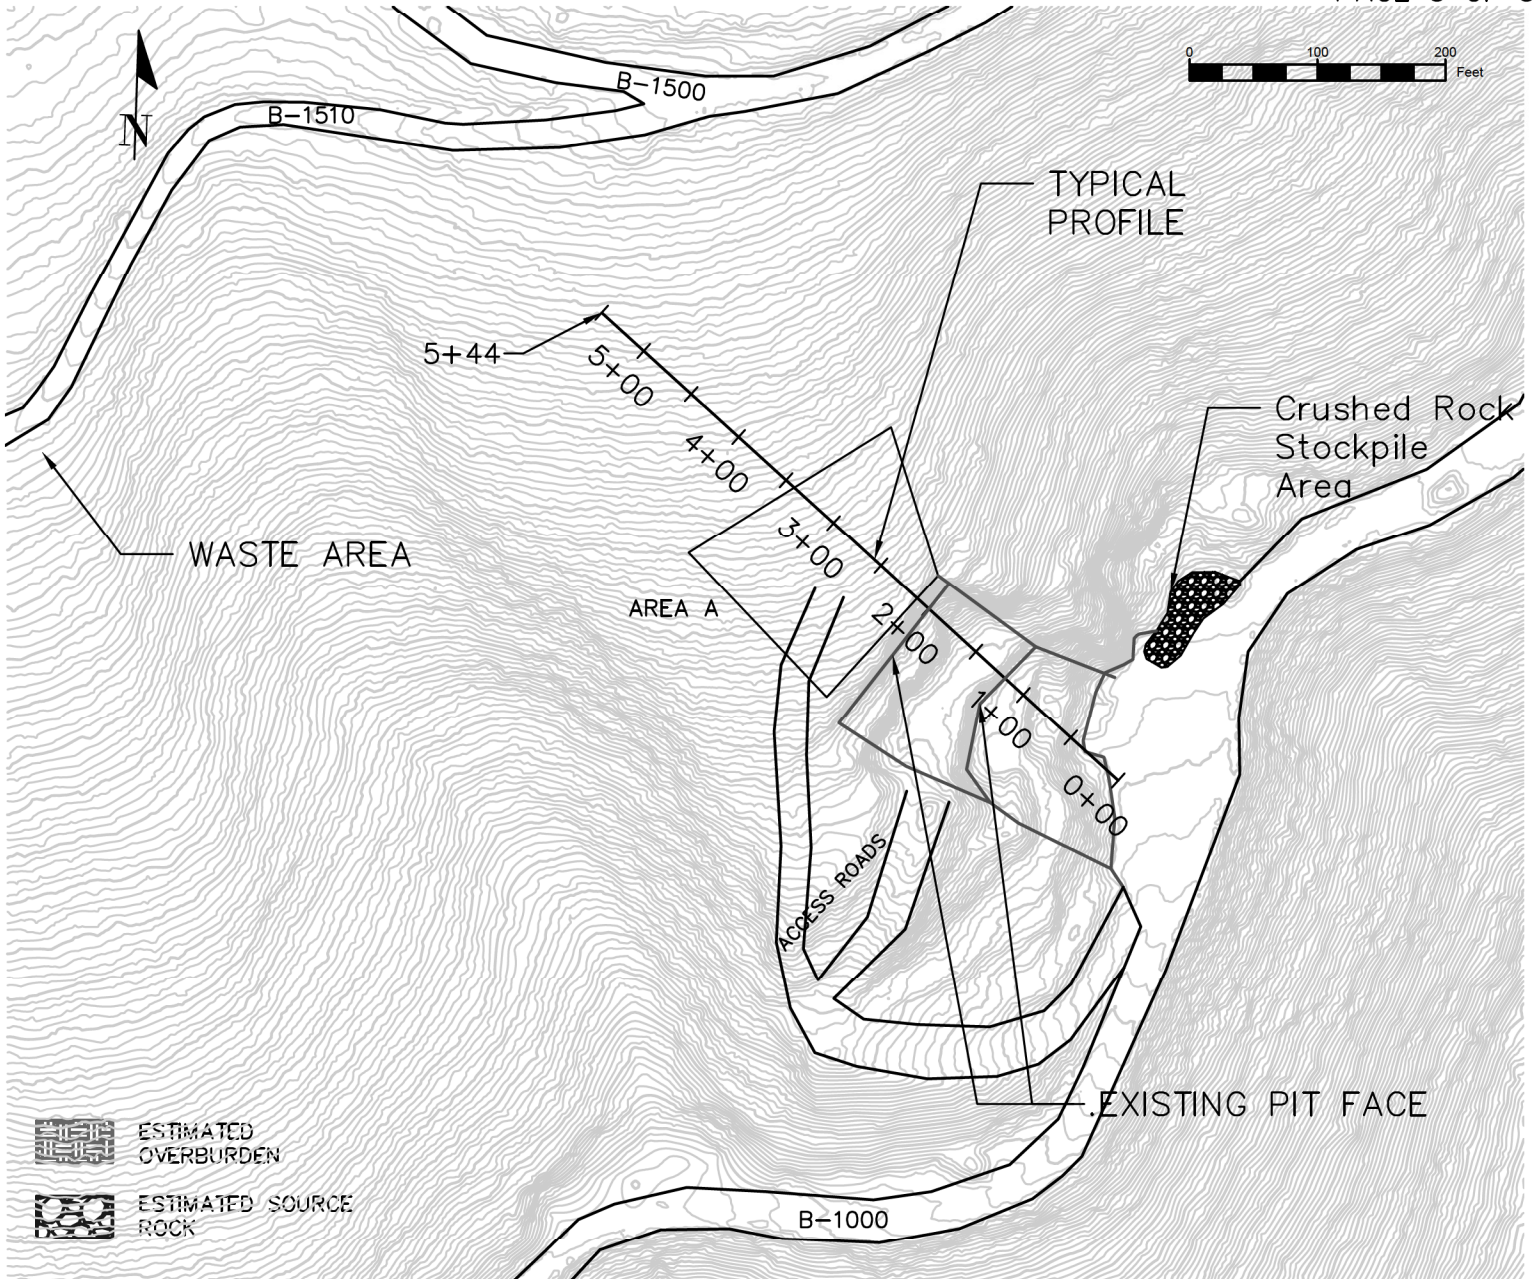 0 100 200
Feet
B-1500
B-1510
N
TYPICAL
PROFILE
5+44
5+00
4+00
3+00
2+00
1+00
0+00
Crushed Rock
Stockpile
Area
WASTE AREA
AREA A
ACCESS ROADS
EXISTING PIT FACE
ESTIMATED
OVERBURDEN
ESTIMATED SOURCE
ROCK
B-1000